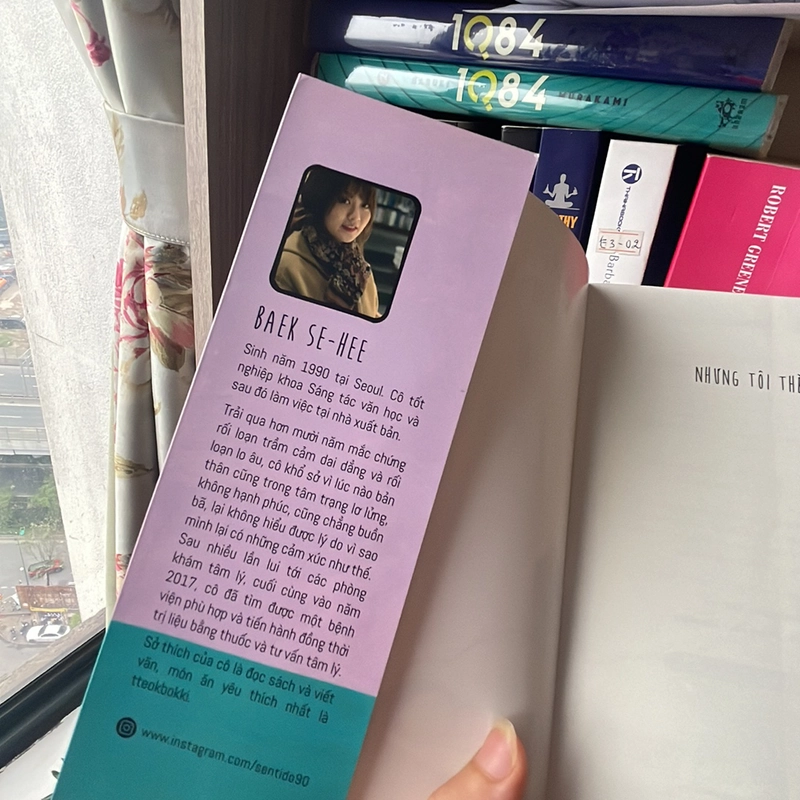 1Q84
1Q84
MURAKAMI
ROBERT GREENE
E3-02
BAEK SE-HEE
Sinh năm 1990 tại Seoul. Cô tốt
nghiệp khoa Sáng tác văn học và
sau đó làm việc tại nhà xuất bản.
Trải qua hơn mười năm mắc chứng
rối loạn trầm cảm dai dẳng và rối
loạn lo âu, cô khổ sở vì lúc nào bản
thân cũng trong tâm trạng lơ lửng,
không hạnh phúc, cũng chẳng buồn
bã, lại không hiểu được lý do vì sao
mình lại có những cảm xúc như thế.
Sau nhiều lần lui tới các phòng
khám tâm lý, cuối cùng vào năm
2017, cô đã tìm được một bệnh
viện phù hợp và tiến hành đồng thời
trị liệu bằng thuốc và tư vấn tâm lý.
Sở thích của cô là đọc sách và viết
văn, món ăn yêu thích nhất là
tteokbokki.
www.instagram.com/sentido90
NHƯNG TÔI